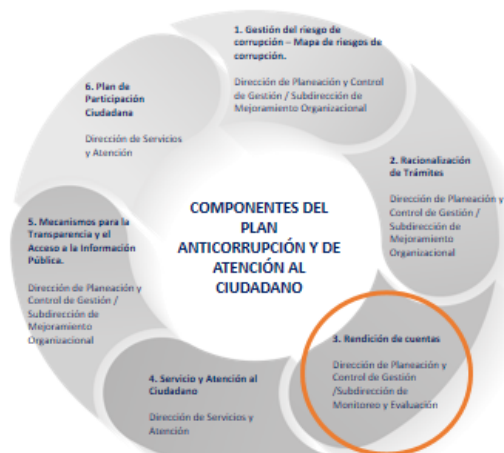 1. Gestión del riesgo de
corrupción – Mapa de riesgos de
corrupción.
Dirección de Planeación y Control
de Gestión / Subdirección de
Mejoramiento Organizacional
2. Racionalización
de Trámites
Dirección de Planeación y
Control de Gestión /
Subdirección de
Mejoramiento
Organizacional
3. Rendición de cuentas
Dirección de Planeación y
Control de Gestión
/Subdirección de
Monitoreo y Evaluación
4. Servicio y Atención al
Ciudadano
Dirección de Servicios y
Atención
5. Mecanismos para la
Transparencia y el
Acceso a la Información
Pública.
Dirección de Planeación y
Control de Gestión /
Subdirección de
Mejoramiento
Organizacional
6. Plan de
Participación
Ciudadana
Dirección de Servicios
y Atención
COMPONENTES DEL
PLAN
ANTICORRUPCIÓN Y DE
ATENCIÓN AL
CIUDADANO